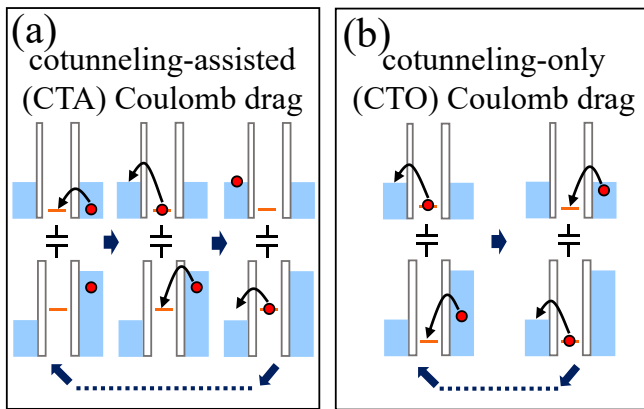 (a)
cotunneling-assisted
(CTA) Coulomb drag
(b)
cotunneling-only
(CTO) Coulomb drag